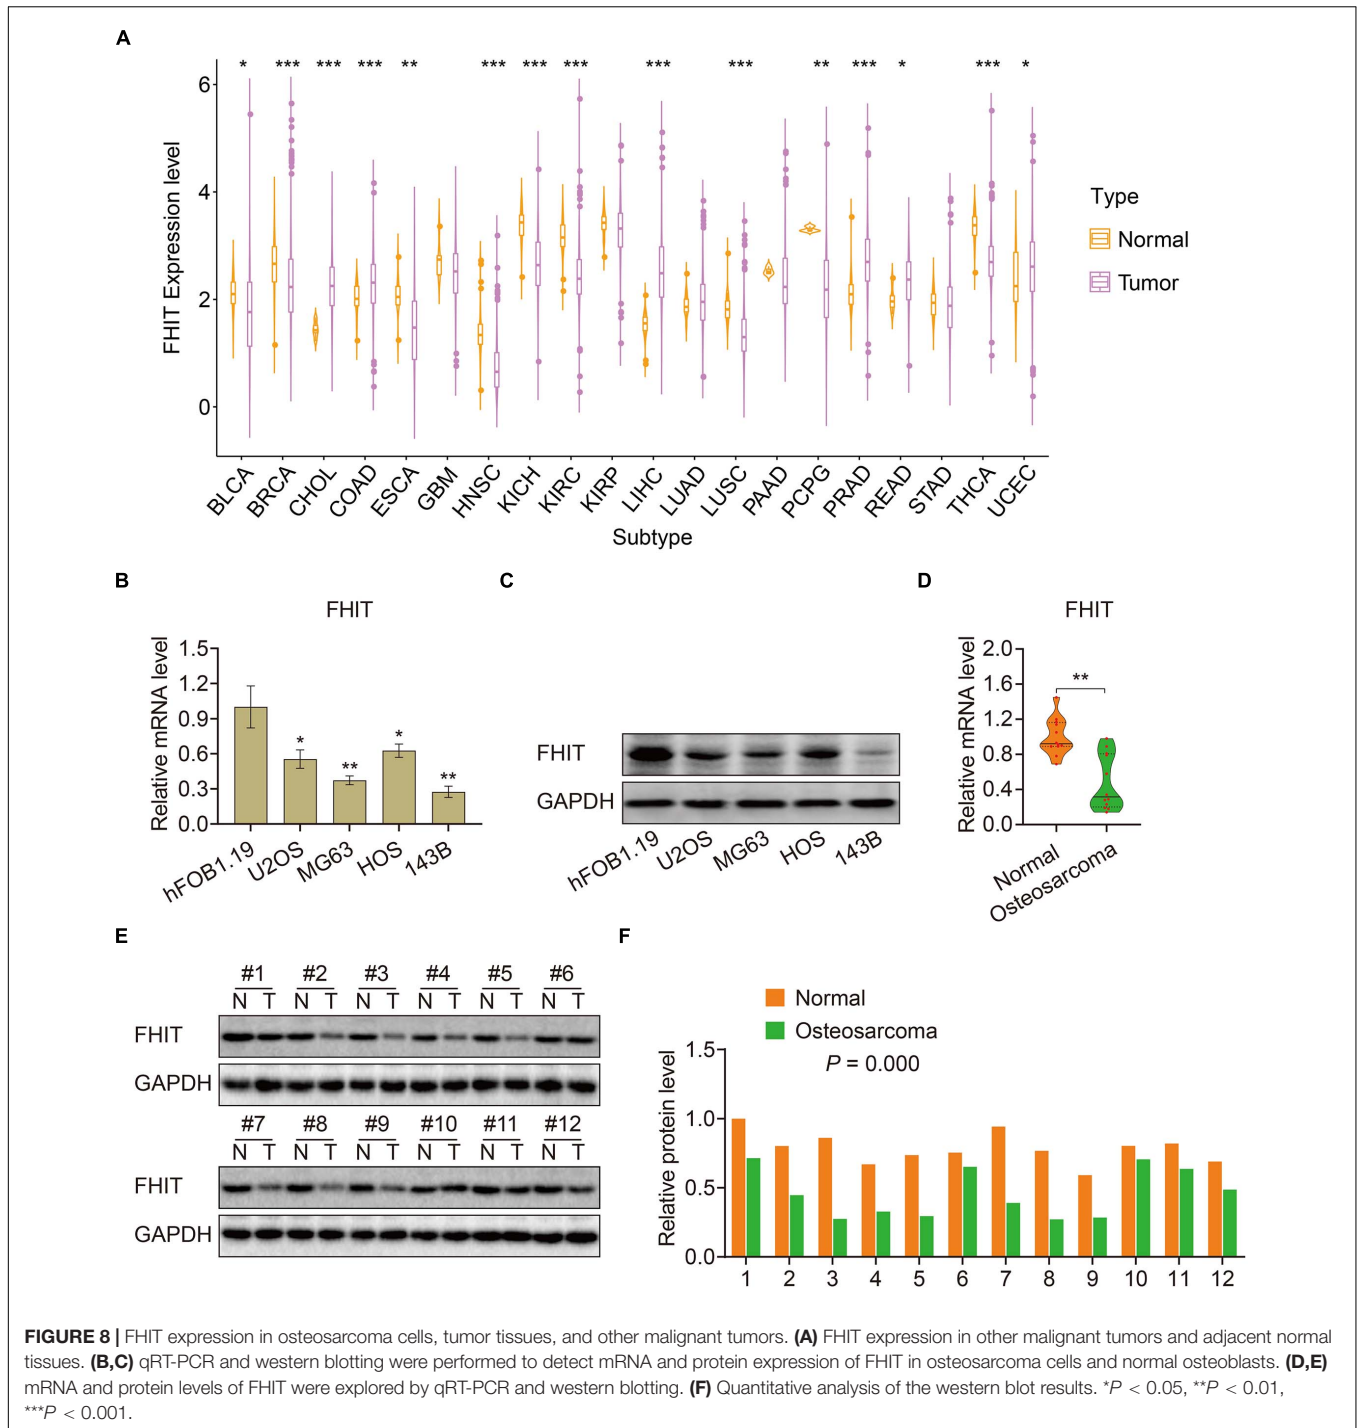 A
* *** *** *** ** *** *** *** *** *** ** *** * *** *
6
4
2
0
FHIT Expression level
BLCA BRCA CHOL COAD ESCA GBM HNSC KICH KIRC KIRP LIHC LUAD LUSC PAAD PCPG PRAD READ STAD THCA UCEC
Subtype
Type
Normal
Tumor
B
FHIT
Relative mRNA level
1.5
1.2
0.9
0.6
0.3
0.0
* ** * **
hFOB1.19 U2OS MG63 HOS 143B
C
FHIT
GAPDH
hFOB1.19 U2OS MG63 HOS 143B
D
FHIT
Relative mRNA level
2.0
1.6
1.2
0.8
0.4
0.0
**
Normal
Osteosarcoma
E
#1 #2 #3 #4 #5 #6
N T N T N T N T N T N T
FHIT
GAPDH
#7 #8 #9 #10 #11 #12
N T N T N T N T N T N T
FHIT
GAPDH
F
Normal
Osteosarcoma
P = 0.000
Relative protein level
1.5
1.0
0.5
0.0
1 2 3 4 5 6 7 8 9 10 11 12
FIGURE 8 | FHIT expression in osteosarcoma cells, tumor tissues, and other malignant tumors. (A) FHIT expression in other malignant tumors and adjacent normal
tissues. (B,C) qRT-PCR and western blotting were performed to detect mRNA and protein expression of FHIT in osteosarcoma cells and normal osteoblasts. (D,E)
mRNA and protein levels of FHIT were explored by qRT-PCR and western blotting. (F) Quantitative analysis of the western blot results. *P < 0.05, **P < 0.01,
***P < 0.001.